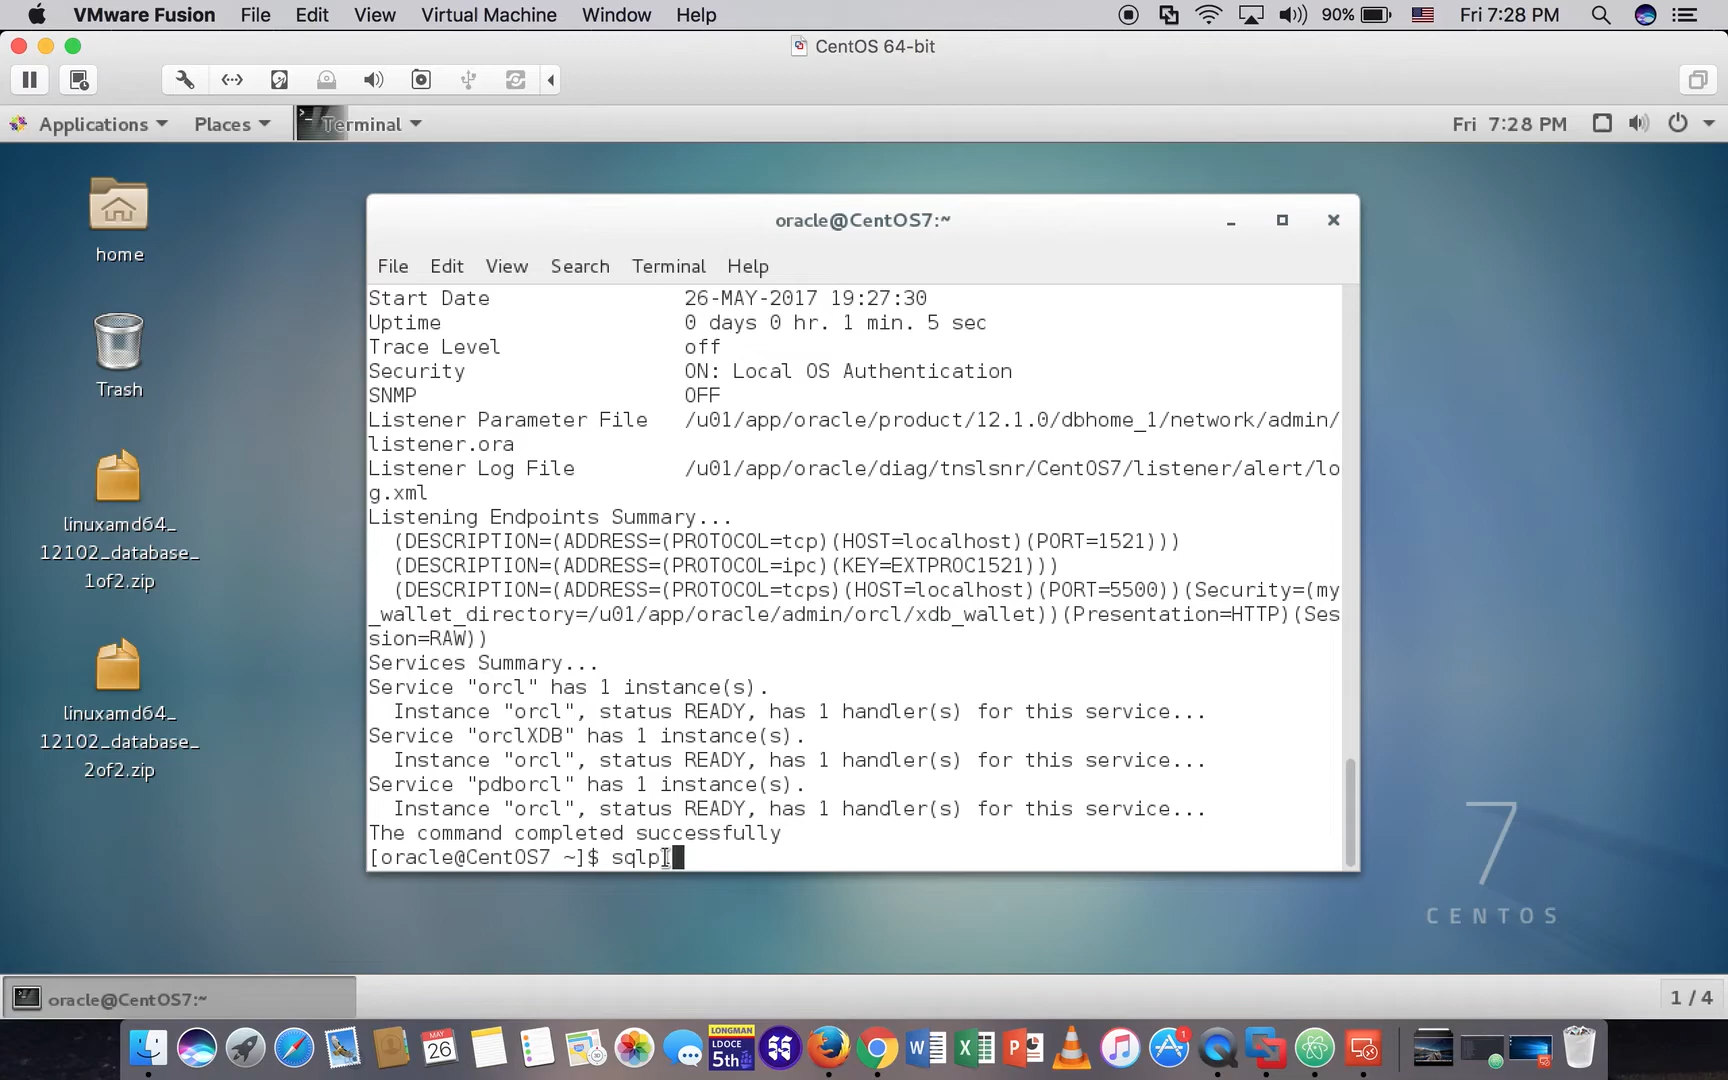 VMware Fusion File Edit View Virtual Machine Window Help 90% Fri 7:28 PM
CentOS 64-bit
Applications Places Terminal Fri 7:28 PM
oracle@CentOS7:~
File Edit View Search Terminal Help
Start Date 26-MAY-2017 19:27:30
Uptime 0 days 0 hr. 1 min. 5 sec
Trace Level off
Security ON: Local OS Authentication
SNMP OFF
Listener Parameter File /u01/app/oracle/product/12.1.0/dbhome_1/network/admin/
listener.ora
Listener Log File /u01/app/oracle/diag/tnslsnr/CentOS7/listener/alert/lo
g.xml
Listening Endpoints Summary...
(DESCRIPTION=(ADDRESS=(PROTOCOL=tcp)(HOST=localhost)(PORT=1521)))
(DESCRIPTION=(ADDRESS=(PROTOCOL=ipc)(KEY=EXTPROC1521)))
(DESCRIPTION=(ADDRESS=(PROTOCOL=tcps)(HOST=localhost)(PORT=5500))(Security=(my
_wallet_directory=/u01/app/oracle/admin/orcl/xdb_wallet))(Presentation=HTTP)(Ses
sion=RAW))
Services Summary...
Service "orcl" has 1 instance(s).
Instance "orcl", status READY, has 1 handler(s) for this service...
Service "orclXDB" has 1 instance(s).
Instance "orcl", status READY, has 1 handler(s) for this service...
Service "pdborcl" has 1 instance(s).
Instance "orcl", status READY, has 1 handler(s) for this service...
The command completed successfully
[oracle@CentOS7 ~]$ sqlp
home
Trash
linuxamd64_
12102_database_
1of2.zip
linuxamd64_
12102_database_
2of2.zip
7
CENTOS
oracle@CentOS7:~ 1 / 4
MAY
26
LONGMAN
LDOCE
5th
W X P
1